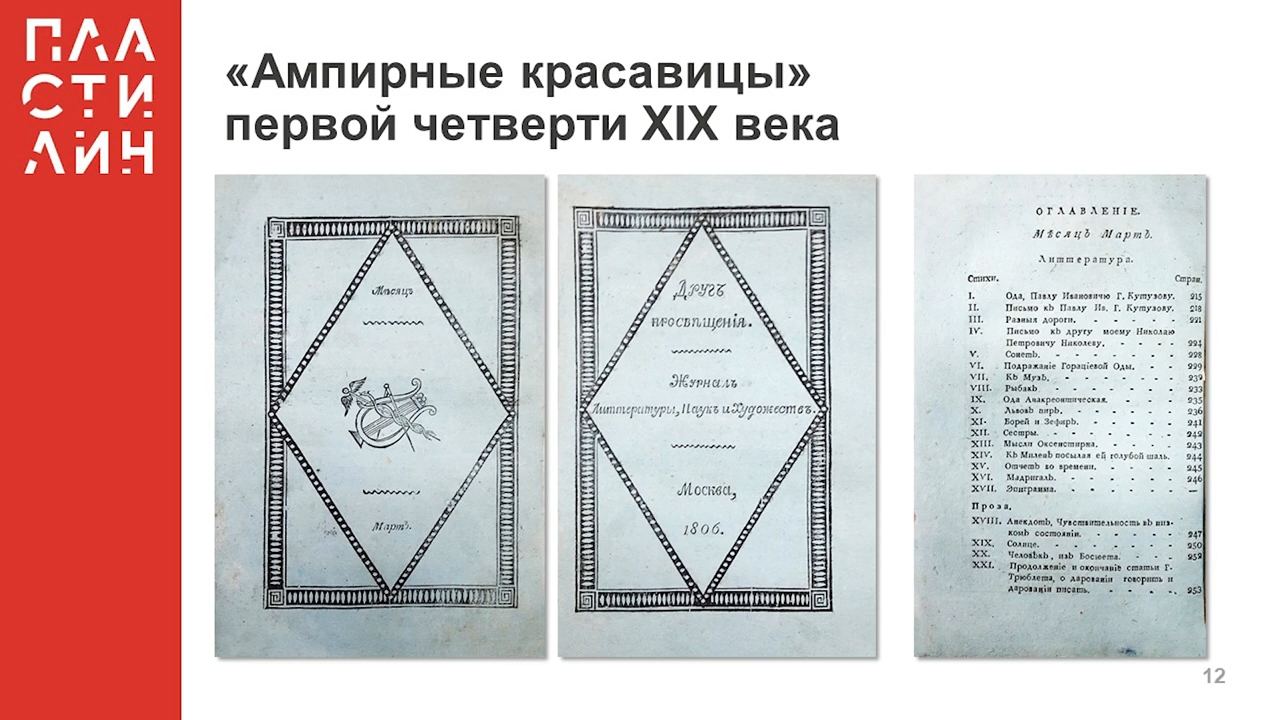 ПЛА
СТИ
ЛИН
«Ампирные красавицы»
первой четверти XIX века
Мѣсяцъ
Мартъ.
Другъ
просвѣщенія.
Журналъ
Литтературы, Наукъ и Художествъ.
Москва,
1806.
ОГЛАВЛЕНІЕ.
Мѣсяцъ Мартъ.
Литтература.
Стихи. Стран.
I. Ода, Павлу Ивановичю Г. Кутузову. 215
II. Письмо къ Павлу Ив. Г. Кутузову. 218
III. Разныя дороги. - - - - - 221
IV. Письмо къ другу моему Николаю
Петровичу Николеву. - - - - 224
V. Сонетъ. - - - - - - - 228
VI. Подражаніе Гораціевой Оды. - - - 229
VII. Къ Музѣ. - - - - - - - 232
VIII. Рыбакъ - - - - - - - 233
IX. Ода Анакреонтическая. - - - - 235
X. Львовъ пиръ. - - - - - - 236
XI. Борей и Зефиръ. - - - - - 241
XII. Сестры. - - - - - - - 242
XIII. Мысли Оксенстирна. - - - - 243
XIV. Къ Миленѣ посылая ей голубой шаль. 244
XV. Отчетъ во времени. - - - - 245
XVI. Мадригалъ. - - - - - - 246
XVII. Эпиграмма. - - - - - - —
Проза.
XVIII. Анекдотъ, Чувствительность въ низ-
комъ состояніи. - - - - - 247
XIX. Солнце. - - - - - - - 250
XX. Человѣкъ, изъ Боссюета. - - - 252
XXI. Продолженіе и окончаніе статьи Г.
Трюблета, о дарованіи говорить и
дарованіи писать. - - - - - 253
12